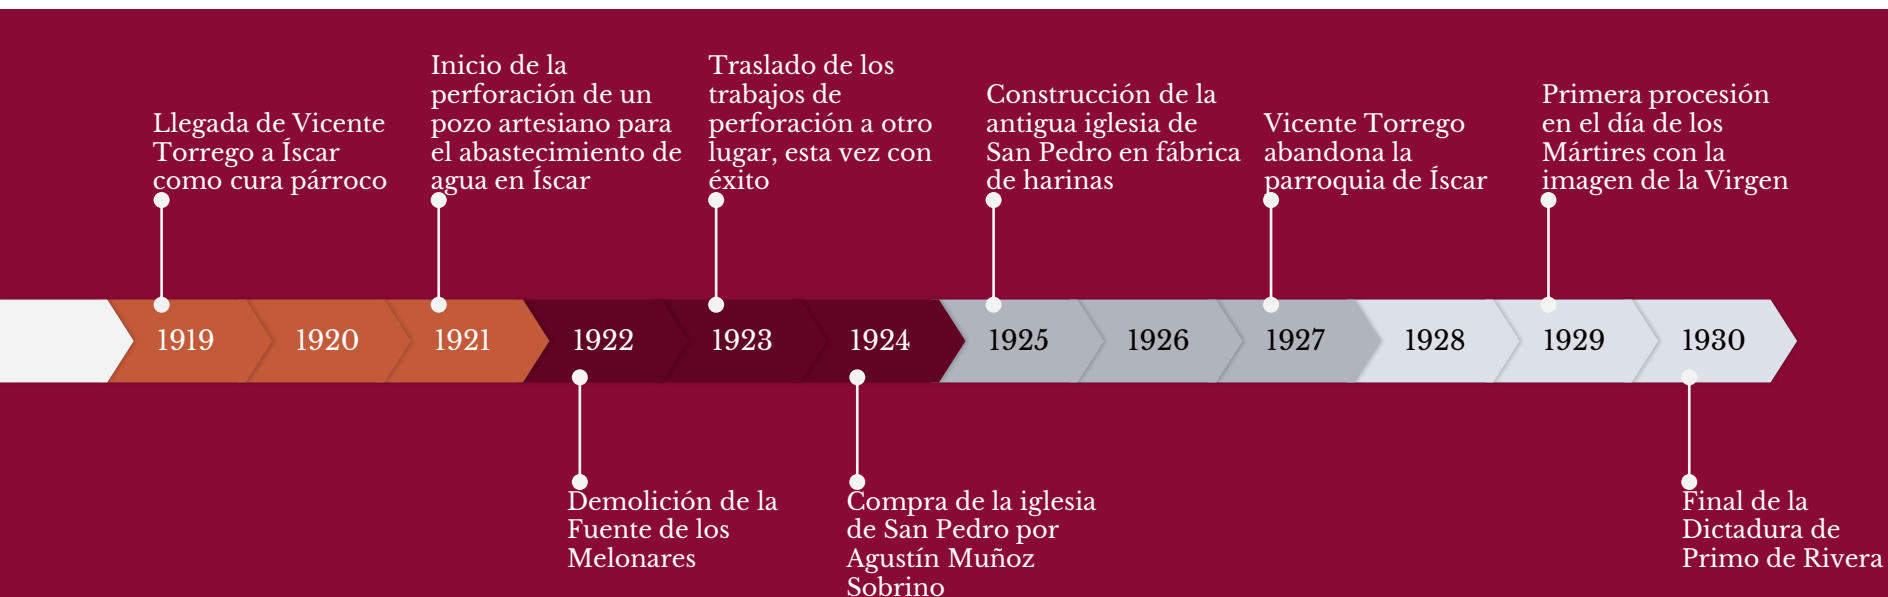 Llegada de Vicente
Torrego a Íscar
como cura párroco
Inicio de la
perforación de un
pozo artesiano para
el abastecimiento de
agua en Íscar
Traslado de los
trabajos de
perforación a otro
lugar, esta vez con
éxito
Construcción de la
antigua iglesia de
San Pedro en fábrica
de harinas
Vicente Torrego
abandona la
parroquia de Íscar
Primera procesión
en el día de los
Mártires con la
imagen de la Virgen
1919
1920
1921
1922
1923
1924
1925
1926
1927
1928
1929
1930
Demolición de la
Fuente de los
Melonares
Compra de la iglesia
de San Pedro por
Agustín Muñoz
Sobrino
Final de la
Dictadura de
Primo de Rivera